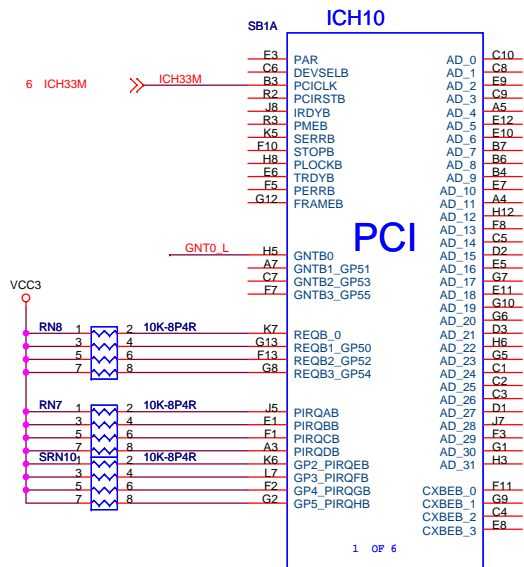 SB1A ICH10
E3 PAR AD_0 C10
C6 DEVSELB AD_1 C8
6 ICH33M ICH33M B3 PCICLK AD_2 E9
R2 PCIRSTB AD_3 C9
J8 IRDYB AD_4 A5
R3 PMEB AD_5 E12
K5 SERRB AD_6 E10
F10 STOPB AD_7 B7
H8 PLOCKB AD_8 B6
E6 TRDYB AD_9 B4
F5 PERRB AD_10 E7
G12 FRAMEB AD_11 A4
AD_12 H12
AD_13 F8
AD_14 C5
GNT0_L H5 GNTB0 AD_15 D2
A7 GNTB1_GP51 AD_16 E5
C7 GNTB2_GP53 AD_17 G7
F7 GNTB3_GP55 AD_18 E11
PCI
VCC3
AD_19 G10
AD_20 G6
RN8 1 2 10K-8P4R K7 REQB_0 AD_21 D3
3 4 G13 REQB1_GP50 AD_22 H6
5 6 F13 REQB2_GP52 AD_23 G5
7 8 G8 REQB3_GP54 AD_24 C1
AD_25 C2
AD_26 C3
RN7 1 2 10K-8P4R J5 PIRQAB AD_27 D1
3 4 E1 PIRQBB AD_28 J7
5 6 F1 PIRQCB AD_29 F3
7 8 A3 PIRQDB AD_30 G1
SRN10 1 2 10K-8P4R K6 GP2_PIRQEB AD_31 H3
3 4 L7 GP3_PIRQFB
5 6 F2 GP4_PIRQGB CXBEB_0 F11
7 8 G2 GP5_PIRQHB CXBEB_1 G9
CXBEB_2 C4
CXBEB_3 E8
1 OF 6